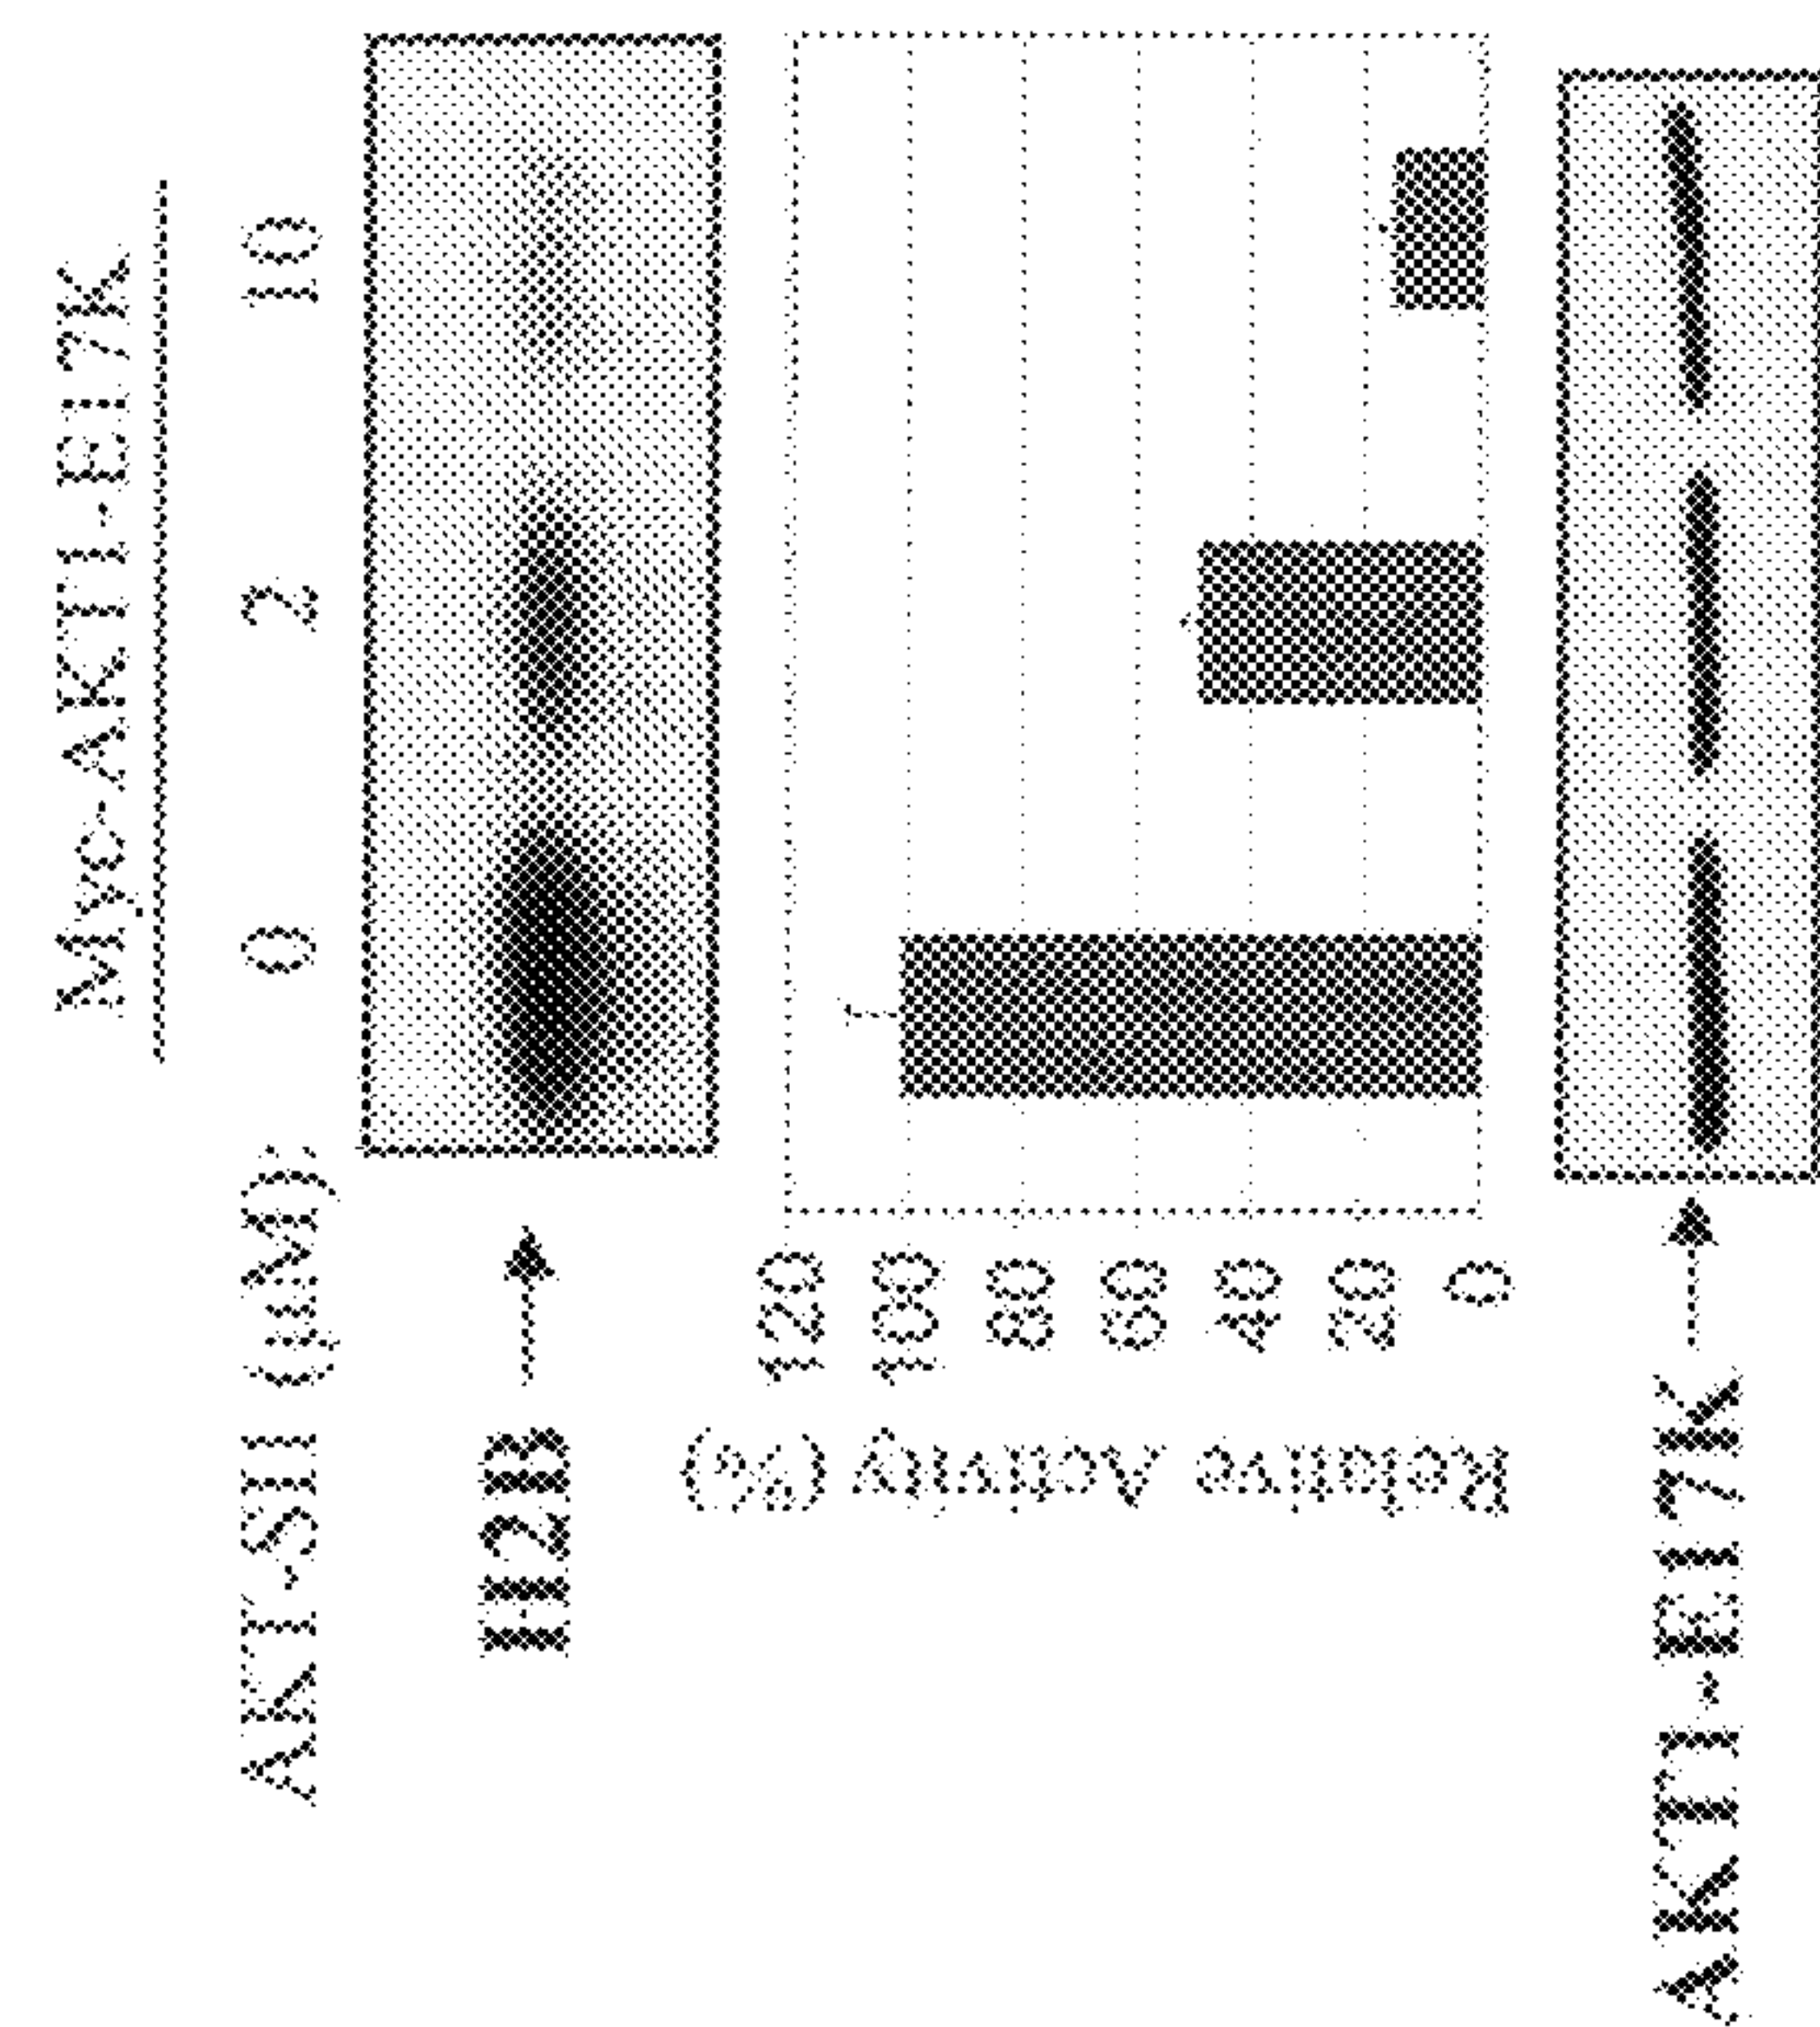 Myc-AKT1-E17K
AKT-SI1 (µM) 0 2 10
H2B
Relative Activity (%)
120
100
80
60
40
20
0
AKT1-E17K